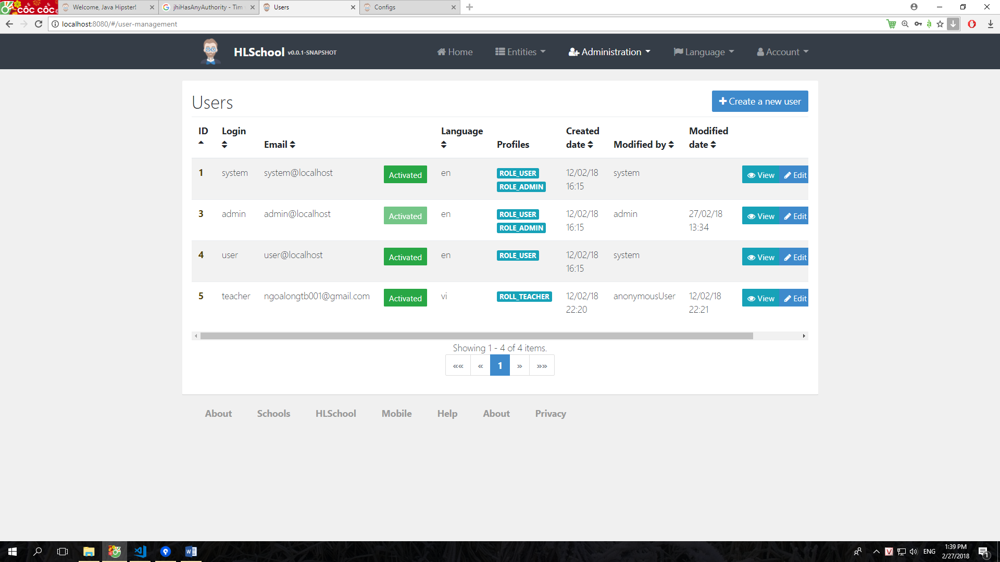 CỐC CỐC
Welcome, Java Hipster!
jhiHasAnyAuthority - Tìm
Users
Configs
localhost:8080/#/user-management
HLSchool v0.0.1-SNAPSHOT
Home
Entities
Administration
Language
Account
Users
Create a new user
ID Login Email Language Profiles Created date Modified by Modified date
1 system system@localhost Activated en ROLE_USER 12/02/18 system View Edit
ROLE_ADMIN 16:15
3 admin admin@localhost Activated en ROLE_USER 12/02/18 admin 27/02/18 View Edit
ROLE_ADMIN 16:15 13:34
4 user user@localhost Activated en ROLE_USER 12/02/18 system View Edit
16:15
5 teacher ngoalongtb001@gmail.com Activated vi ROLL_TEACHER 12/02/18 anonymousUser 12/02/18 View Edit
22:20 22:21
Showing 1 - 4 of 4 items.
«« « 1 » »»
About Schools HLSchool Mobile Help About Privacy
ENG
1:39 PM
2/27/2018
1